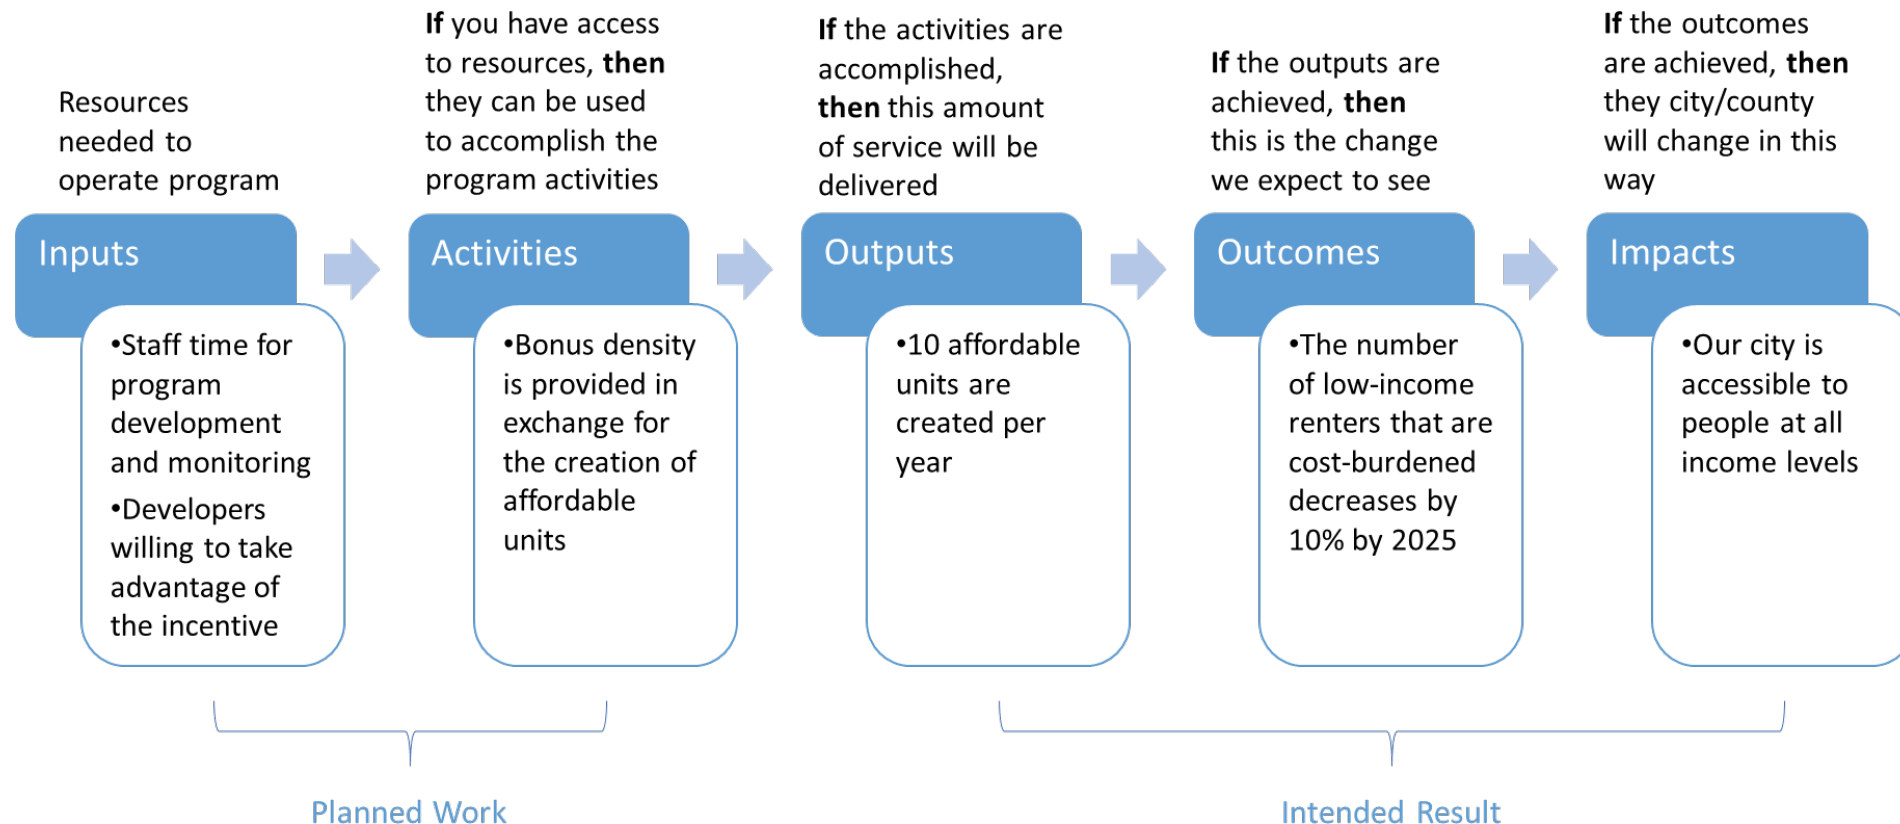 Resources
needed to
operate program
If you have access
to resources, then
they can be used
to accomplish the
program activities
If the activities are
accomplished,
then this amount
of service will be
delivered
If the outputs are
achieved, then
this is the change
we expect to see
If the outcomes
are achieved, then
they city/county
will change in this
way
Inputs
Activities
Outputs
Outcomes
Impacts
•Staff time for
program
development
and monitoring
•Developers
willing to take
advantage of
the incentive
•Bonus density
is provided in
exchange for
the creation of
affordable
units
•10 affordable
units are
created per
year
•The number
of low-income
renters that are
cost-burdened
decreases by
10% by 2025
•Our city is
accessible to
people at all
income levels
Planned Work
Intended Result